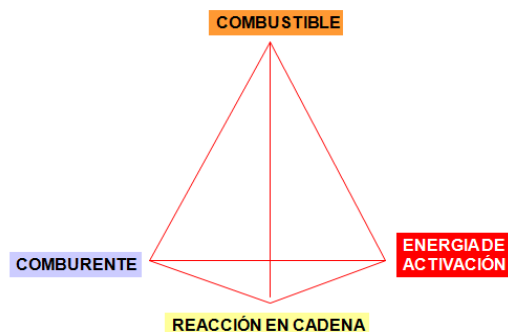 COMBUSTIBLE
COMBURENTE
ENERGIA DE
ACTIVACIÓN
REACCIÓN EN CADENA